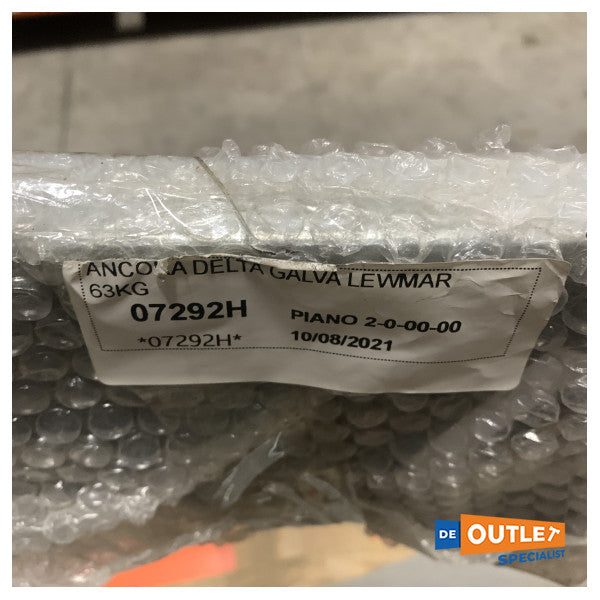 ANCORA DELTA GALVA LEWMAR
63KG
07292H
PIANO 2-0-00-00
*07292H*
10/08/2021
DE OUTLET
SPECIALIST